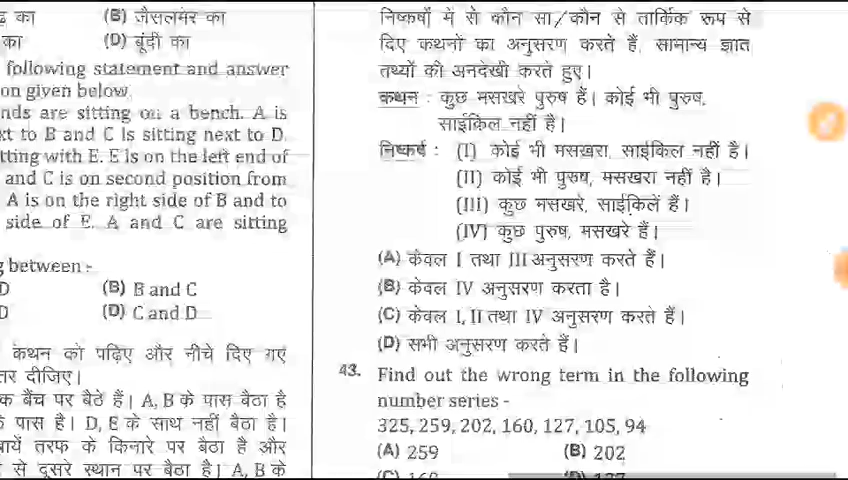 का (B) जैसलमेर का
का (D) बूंदी का
following statement and answer
on given below
nds are sitting on a bench. A is
xt to B and C is sitting next to D.
tting with E. E is on the left end of
and C is on second position from
A is on the right side of B and to
side of E. A and C are sitting
between :-
D (B) B and C
D (D) C and D
कथन को पढ़िए और नीचे दिए गए
तर दीजिए।
क बैंच पर बैठे हैं। A, B के पास बैठा है
के पास है। D, E के साथ नहीं बैठा है।
बायें तरफ के किनारे पर बैठा है और
से दूसरे स्थान पर बैठा है। A, B के
निष्कर्षों में से कौन सा/कौन से तार्किक रूप से
दिए कथनों का अनुसरण करते हैं, सामान्य ज्ञात
तथ्यों की अनदेखी करते हुए।
कथन : कुछ मसखरे पुरुष हैं। कोई भी पुरुष,
साईकिल नहीं है।
निष्कर्ष : (I) कोई भी मसखरा, साईकिल नहीं है।
(II) कोई भी पुरुष, मसखरा नहीं है।
(III) कुछ मसखरे, साईकिलें हैं।
(IV) कुछ पुरुष, मसखरे हैं।
(A) केवल I तथा III अनुसरण करते हैं।
(B) केवल IV अनुसरण करता है।
(C) केवल I, II तथा IV अनुसरण करते हैं।
(D) सभी अनुसरण करते हैं।
43. Find out the wrong term in the following
number series -
325, 259, 202, 160, 127, 105, 94
(A) 259 (B) 202
(C) 160 (D) 127